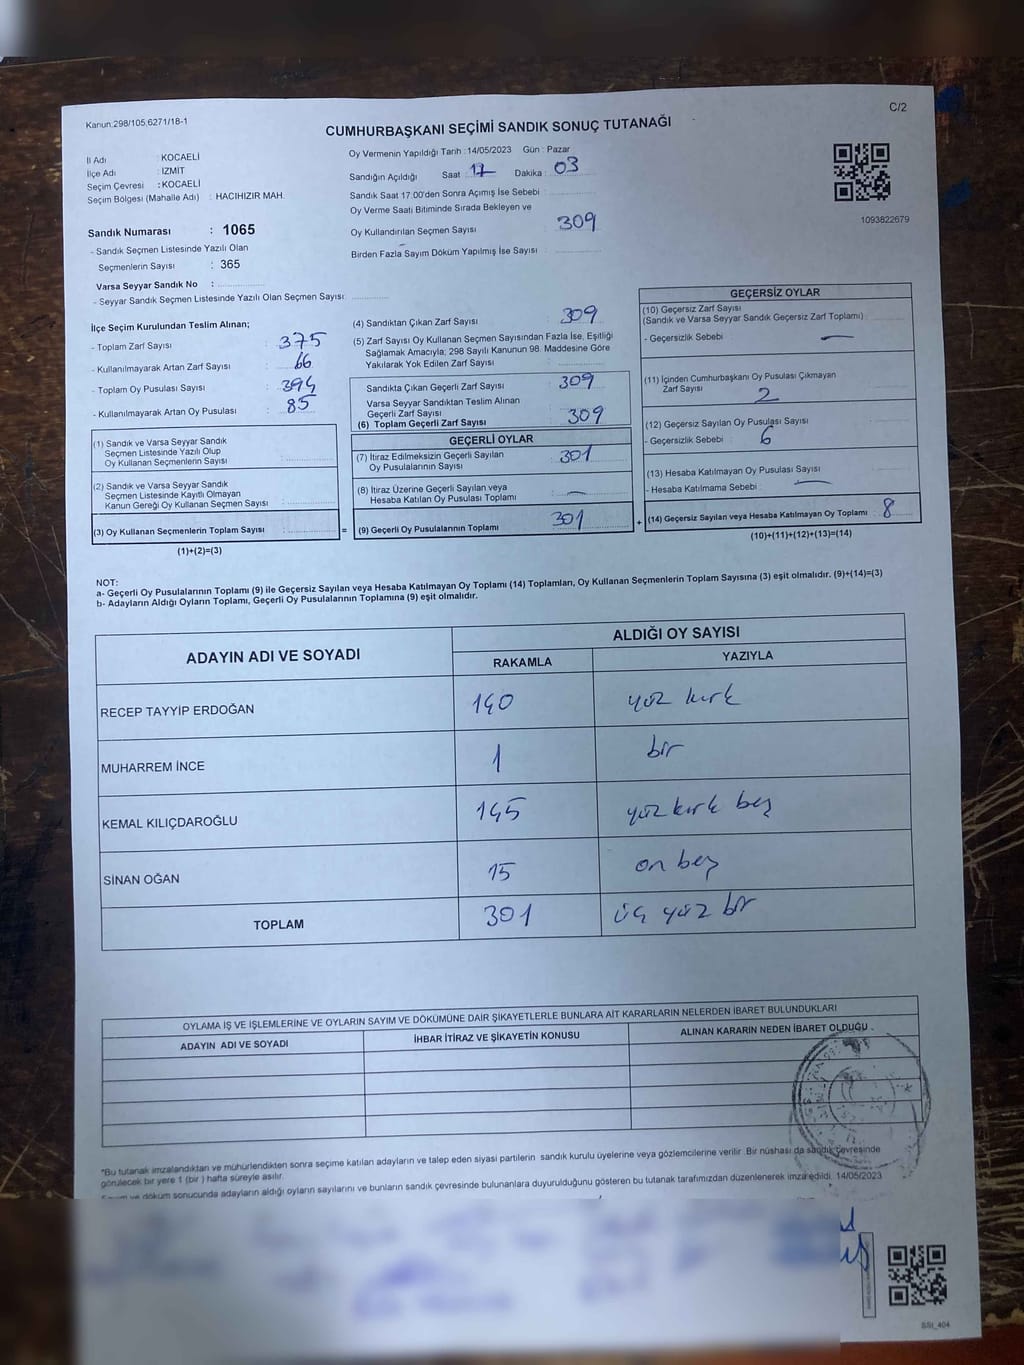 Kanun:298/105,6271/18-1
C/2
CUMHURBAŞKANI SEÇİMİ SANDIK SONUÇ TUTANAĞI
İl Adı : KOCAELİ
İlçe Adı : İZMİT
Seçim Çevresi : KOCAELİ
Seçim Bölgesi (Mahalle Adı) : HACIHIZIR MAH.
Sandık Numarası : 1065
- Sandık Seçmen Listesinde Yazılı Olan
Seçmenlerin Sayısı : 365
Varsa Seyyar Sandık No :
- Seyyar Sandık Seçmen Listesinde Yazılı Olan Seçmen Sayısı:
Oy Vermenin Yapıldığı Tarih :14/05/2023 Gün : Pazar
Sandığın Açıldığı Saat : 17 Dakika : 03
Sandık Saat 17.00'den Sonra Açılmış İse Sebebi :
Oy Verme Saati Bitiminde Sırada Bekleyen ve
Oy Kullandırılan Seçmen Sayısı : 309
Birden Fazla Sayım Döküm Yapılmış İse Sayısı :
1093822679
İlçe Seçim Kurulundan Teslim Alınan;
- Toplam Zarf Sayısı : 375
- Kullanılmayarak Artan Zarf Sayısı : 66
- Toplam Oy Pusulası Sayısı : 394
- Kullanılmayarak Artan Oy Pusulası : 85
(1) Sandık ve Varsa Seyyar Sandık
Seçmen Listesinde Yazılı Olup
Oy Kullanan Seçmenlerin Sayısı :
(2) Sandık ve Varsa Seyyar Sandık
Seçmen Listesinde Kayıtlı Olmayan
Kanun Gereği Oy Kullanan Seçmen Sayısı :
(3) Oy Kullanan Seçmenlerin Toplam Sayısı :
(1)+(2)=(3)
(4) Sandıktan Çıkan Zarf Sayısı : 309
(5) Zarf Sayısı Oy Kullanan Seçmen Sayısından Fazla İse, Eşitliği
Sağlamak Amacıyla; 298 Sayılı Kanunun 98. Maddesine Göre
Yakılarak Yok Edilen Zarf Sayısı :
Sandıkta Çıkan Geçerli Zarf Sayısı : 309
Varsa Seyyar Sandıktan Teslim Alınan
Geçerli Zarf Sayısı
(6) Toplam Geçerli Zarf Sayısı : 309
GEÇERLİ OYLAR
(7) İtiraz Edilmeksizin Geçerli Sayılan
Oy Pusulalarının Sayısı : 301
(8) İtiraz Üzerine Geçerli Sayılan veya
Hesaba Katılan Oy Pusulası Toplamı : —
= (9) Geçerli Oy Pusulalarının Toplamı : 301
GEÇERSİZ OYLAR
(10) Geçersiz Zarf Sayısı
(Sandık ve Varsa Seyyar Sandık Geçersiz Zarf Toplamı) :
- Geçersizlik Sebebi : —
(11) İçinden Cumhurbaşkanı Oy Pusulası Çıkmayan
Zarf Sayısı : 2
(12) Geçersiz Sayılan Oy Pusulası Sayısı :
- Geçersizlik Sebebi : 6
(13) Hesaba Katılmayan Oy Pusulası Sayısı :
- Hesaba Katılmama Sebebi : —
+ (14) Geçersiz Sayılan veya Hesaba Katılmayan Oy Toplamı : 8
(10)+(11)+(12)+(13)=(14)
NOT:
a- Geçerli Oy Pusulalarının Toplamı (9) ile Geçersiz Sayılan veya Hesaba Katılmayan Oy Toplamı (14) Toplamları, Oy Kullanan Seçmenlerin Toplam Sayısına (3) eşit olmalıdır. (9)+(14)=(3)
b- Adayların Aldığı Oyların Toplamı, Geçerli Oy Pusulalarının Toplamına (9) eşit olmalıdır.
ADAYIN ADI VE SOYADI
ALDIĞI OY SAYISI
RAKAMLA YAZIYLA
RECEP TAYYİP ERDOĞAN 140 yüz kırk
MUHARREM İNCE 1 bir
KEMAL KILIÇDAROĞLU 145 yüz kırk beş
SİNAN OĞAN 15 on beş
TOPLAM 301 üç yüz bir
OYLAMA İŞ VE İŞLEMLERİNE VE OYLARIN SAYIM VE DÖKÜMÜNE DAİR ŞİKAYETLERLE BUNLARA AİT KARARLARIN NELERDEN İBARET BULUNDUKLARI
ADAYIN ADI VE SOYADI
İHBAR İTİRAZ VE ŞİKAYETİN KONUSU
ALINAN KARARIN NEDEN İBARET OLDUĞU
*Bu tutanak imzalandıktan ve mühürlendikten sonra seçime katılan adayların ve talep eden siyasi partilerin sandık kurulu üyelerine veya gözlemcilerine verilir. Bir nüshası da sandık çevresinde
görülecek bir yere 1 (bir) hafta süreyle asılır.
ve döküm sonucunda adayların aldığı oyların sayılarını ve bunların sandık çevresinde bulunanlara duyurulduğunu gösteren bu tutanak tarafımızdan düzenlenerek imza edildi. 14/05/2023
SSt_404